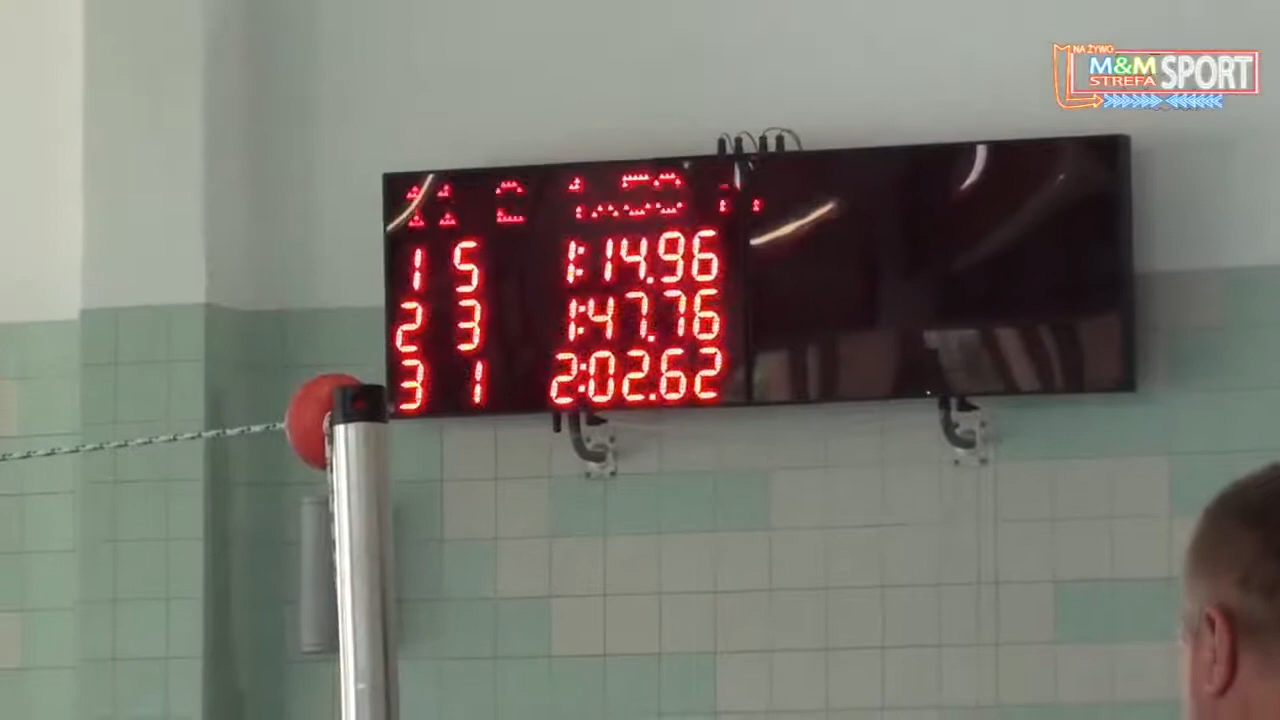 NA ŻYWO
M&M
STREFA
SPORT
1 5 1:14.96
2 3 1:47.76
3 1 2:02.62